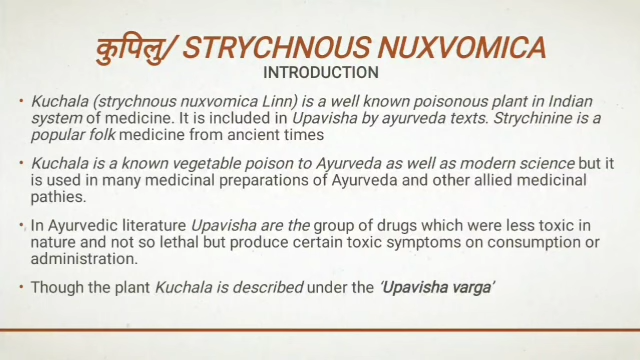 कुपिलु/ STRYCHNOUS NUXVOMICA
INTRODUCTION
• Kuchala (strychnous nuxvomica Linn) is a well known poisonous plant in Indian
system of medicine. It is included in Upavisha by ayurveda texts. Strychinine is a
popular folk medicine from ancient times
• Kuchala is a known vegetable poison to Ayurveda as well as modern science but it
is used in many medicinal preparations of Ayurveda and other allied medicinal
pathies.
• In Ayurvedic literature Upavisha are the group of drugs which were less toxic in
nature and not so lethal but produce certain toxic symptoms on consumption or
administration.
• Though the plant Kuchala is described under the ‘Upavisha varga’